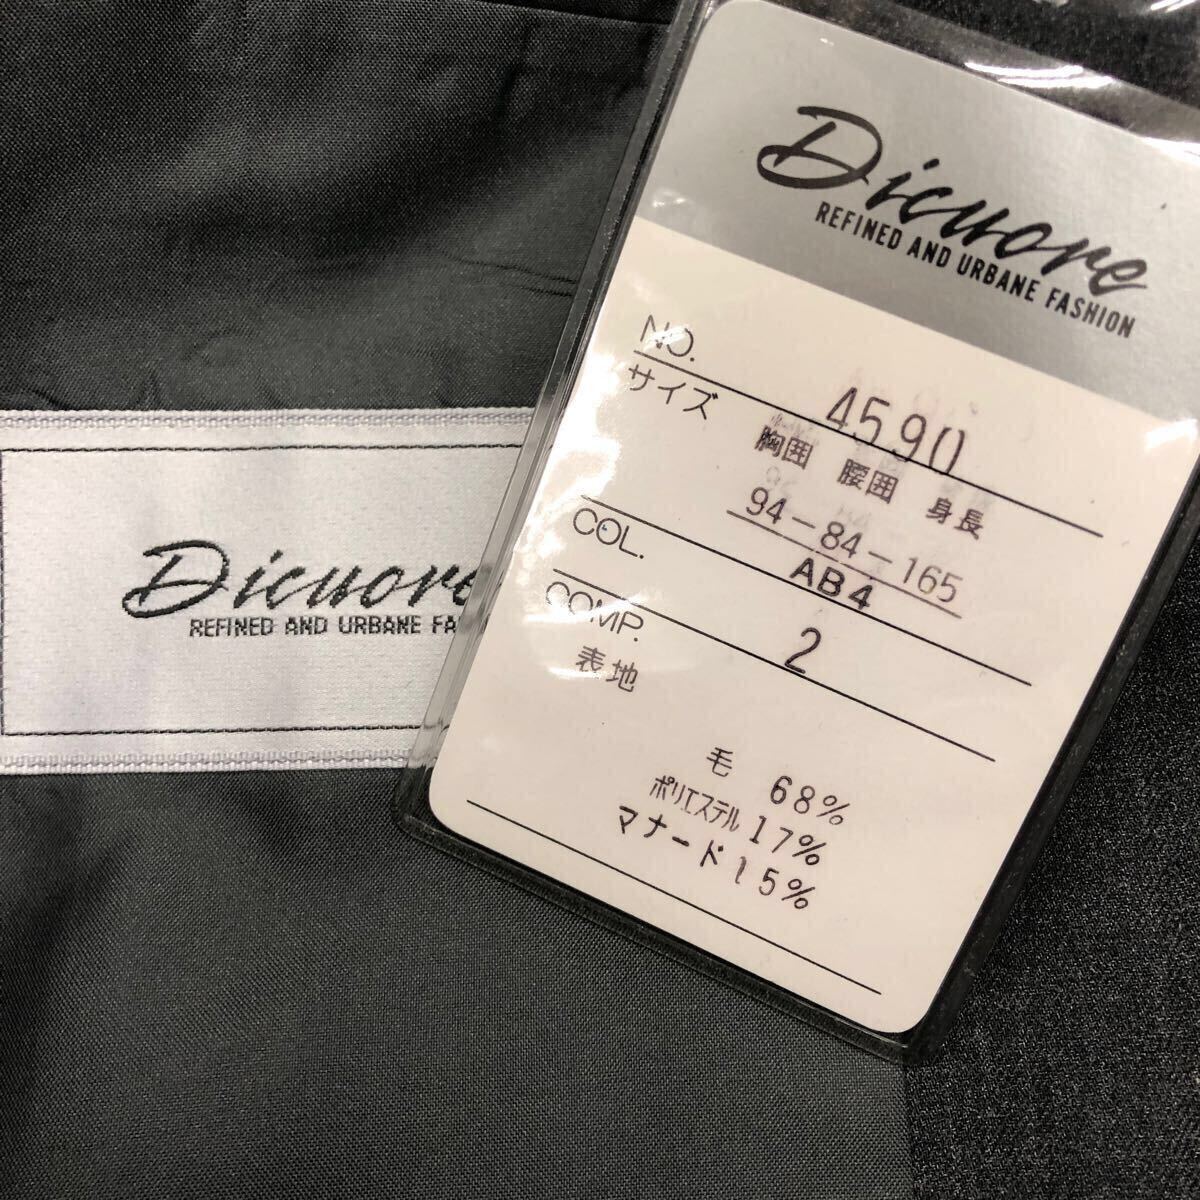 Dicuore
REFINED AND URBANE FASHION
NO. 4590
サイズ 胸囲 腰囲 身長
94-84-165
AB4
COL. 2
COMP.
表地
毛 68%
ポリエステル 17%
マナード 15%
Dicuore
REFINED AND URBANE FA